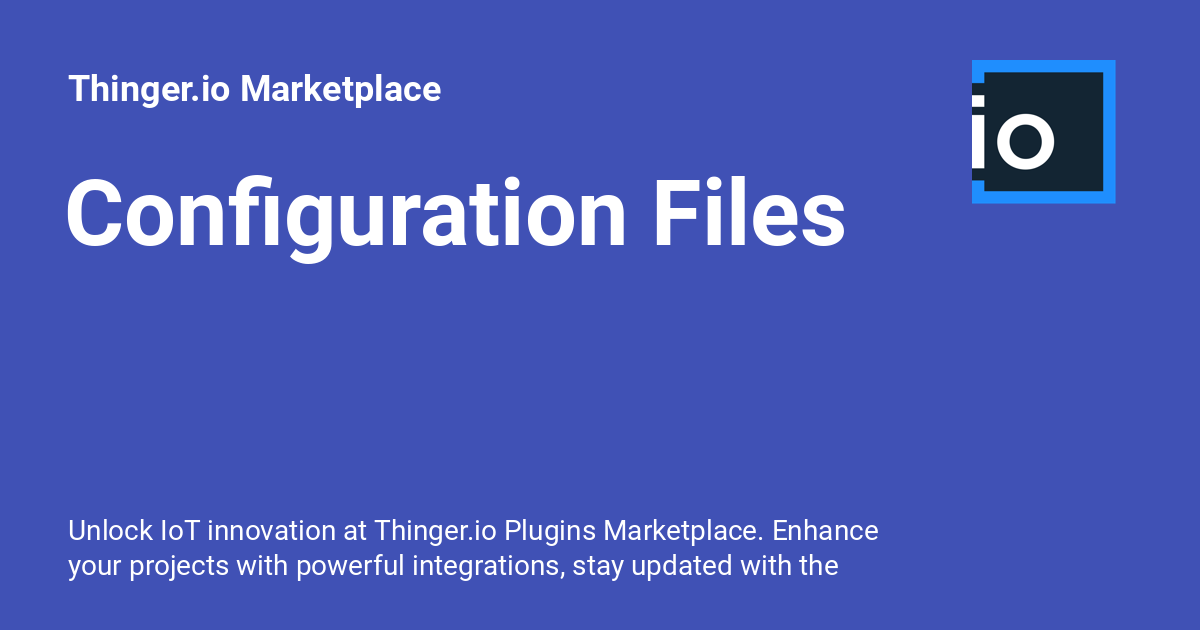 Thinger.io Marketplace
io
Configuration Files
Unlock IoT innovation at Thinger.io Plugins Marketplace. Enhance
your projects with powerful integrations, stay updated with the